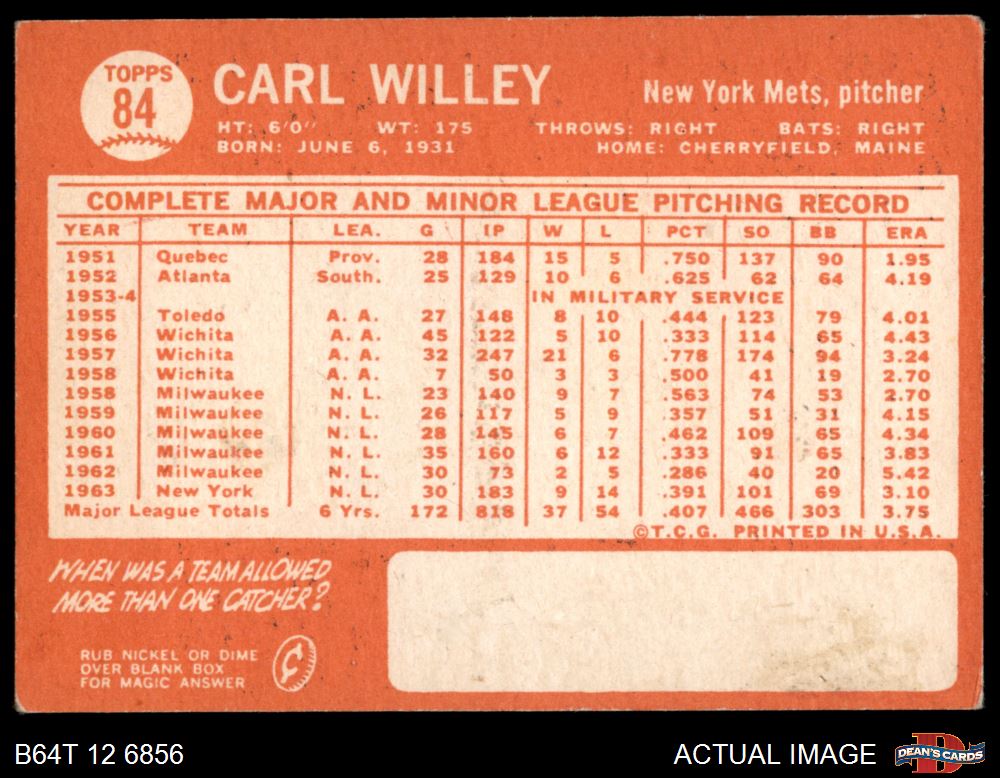 TOPPS
84
CARL WILLEY
New York Mets, pitcher
HT: 6'0" WT: 175 THROWS: RIGHT BATS: RIGHT
BORN: JUNE 6, 1931 HOME: CHERRYFIELD, MAINE
COMPLETE MAJOR AND MINOR LEAGUE PITCHING RECORD
YEAR TEAM LEA. G IP W L PCT SO BB ERA
1951 Quebec Prov. 28 184 15 5 .750 137 90 1.95
1952 Atlanta South. 25 129 10 6 .625 62 64 4.19
1953-4 IN MILITARY SERVICE
1955 Toledo A. A. 27 148 8 10 .444 123 79 4.01
1956 Wichita A. A. 45 122 5 10 .333 114 65 4.43
1957 Wichita A. A. 32 247 21 6 .778 174 94 3.24
1958 Wichita A. A. 7 50 3 3 .500 41 19 2.70
1958 Milwaukee N. L. 23 140 9 7 .563 74 53 2.70
1959 Milwaukee N. L. 26 117 5 9 .357 51 31 4.15
1960 Milwaukee N. L. 28 145 6 7 .462 109 65 4.34
1961 Milwaukee N. L. 35 160 6 12 .333 91 65 3.83
1962 Milwaukee N. L. 30 73 2 5 .286 40 20 5.42
1963 New York N. L. 30 183 9 14 .391 101 69 3.10
Major League Totals 6 Yrs. 172 818 37 54 .407 466 303 3.75
©T.C.G. PRINTED IN U.S.A.
WHEN WAS A TEAM ALLOWED
MORE THAN ONE CATCHER?
RUB NICKEL OR DIME
OVER BLANK BOX
FOR MAGIC ANSWER
¢
B64T 12 6856
ACTUAL IMAGE
D
DEAN'S CARDS